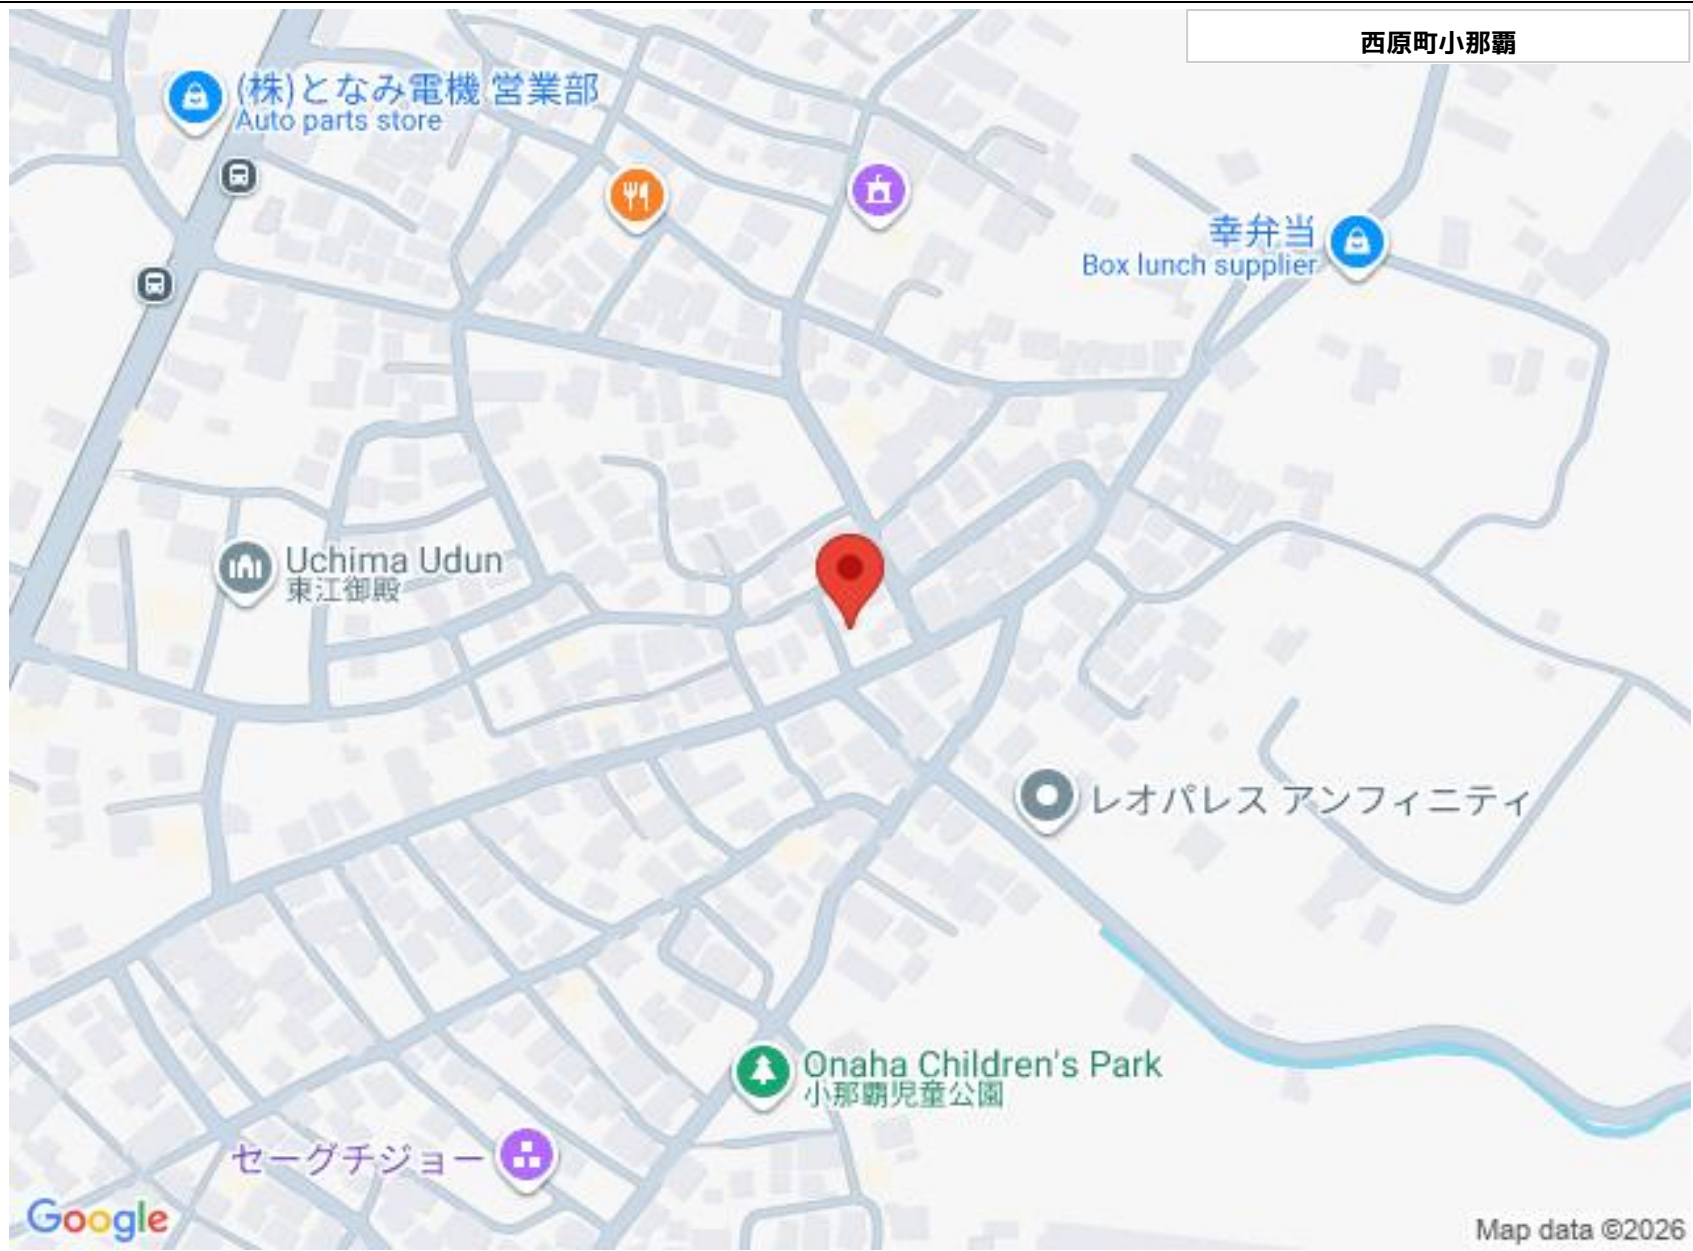 西原町小那覇
(株)となみ電機 営業部
Auto parts store
幸弁当
Box lunch supplier
Uchima Udun
東江御殿
レオパレス アンフィニティ
Onaha Children's Park
小那覇児童公園
セーグチジョー
Google
Map data ©2026